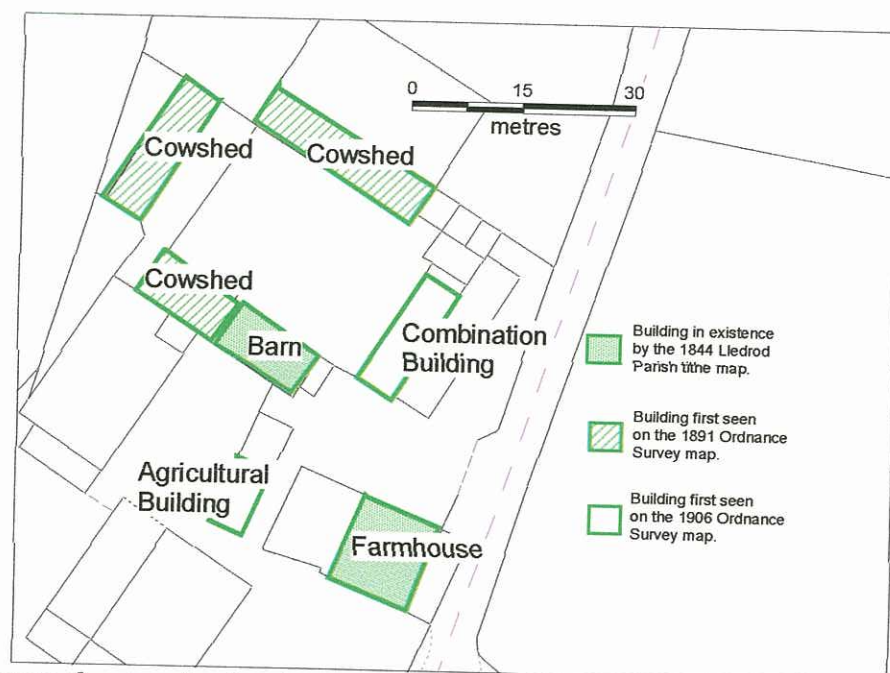 0 15 30
metres
Cowshed
Cowshed
Cowshed
Barn
Combination
Building
Agricultural
Building
Farmhouse
Building in existence
by the 1844 Lledrod
Parish tithe map.
Building first seen
on the 1891 Ordnance
Survey map.
Building first seen
on the 1906 Ordnance
Survey map.